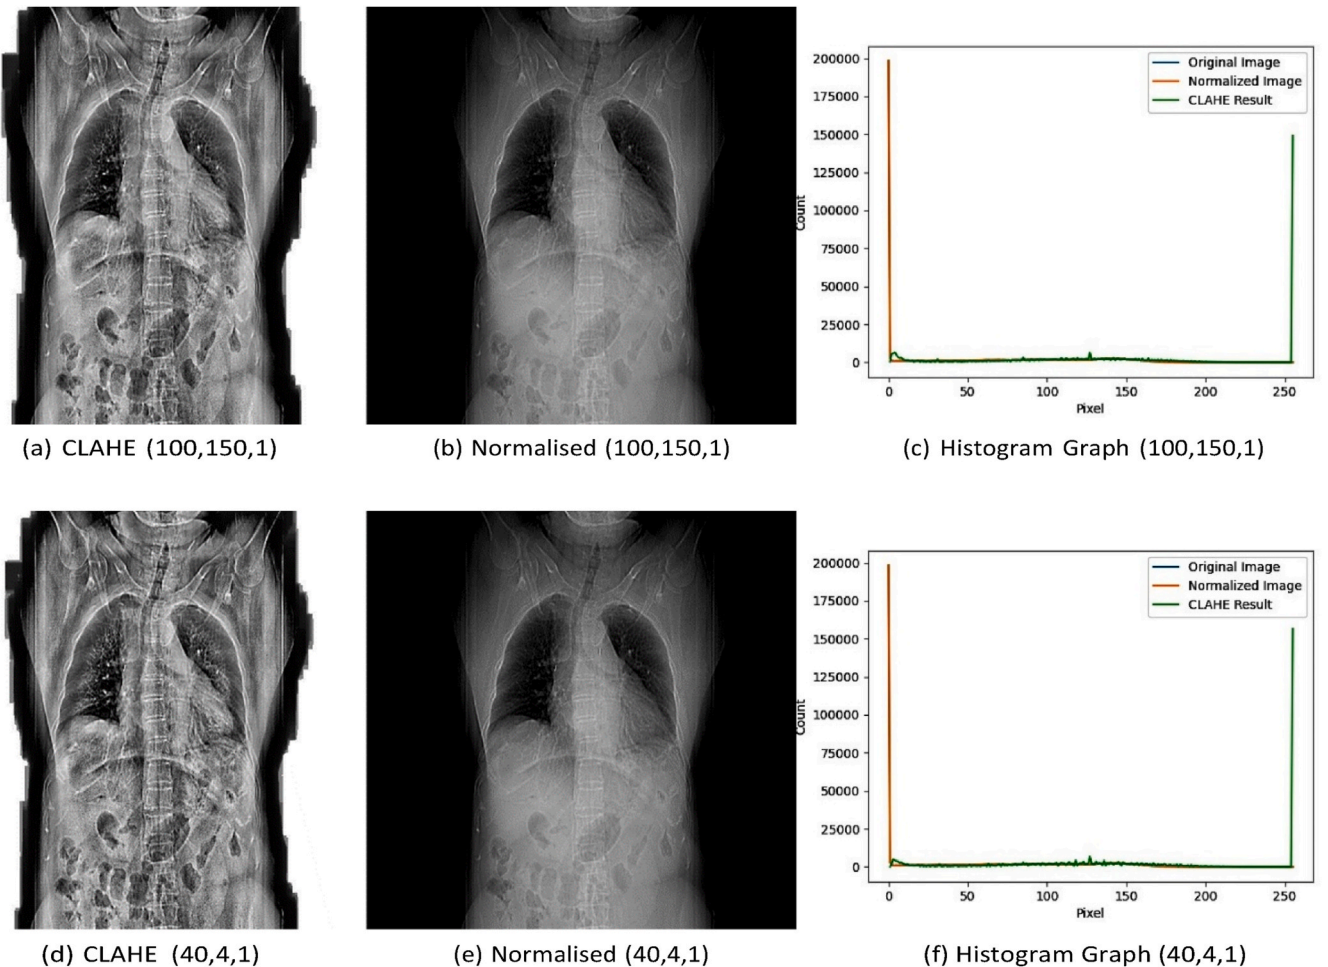 200000
175000
150000
125000
100000
75000
50000
25000
0
Count
Original Image
Normalized Image
CLAHE Result
0 50 100 150 200 250
Pixel
(a) CLAHE (100,150,1)
(b) Normalised (100,150,1)
(c) Histogram Graph (100,150,1)
200000
175000
150000
125000
100000
75000
50000
25000
0
Count
Original Image
Normalized Image
CLAHE Result
0 50 100 150 200 250
Pixel
(d) CLAHE (40,4,1)
(e) Normalised (40,4,1)
(f) Histogram Graph (40,4,1)